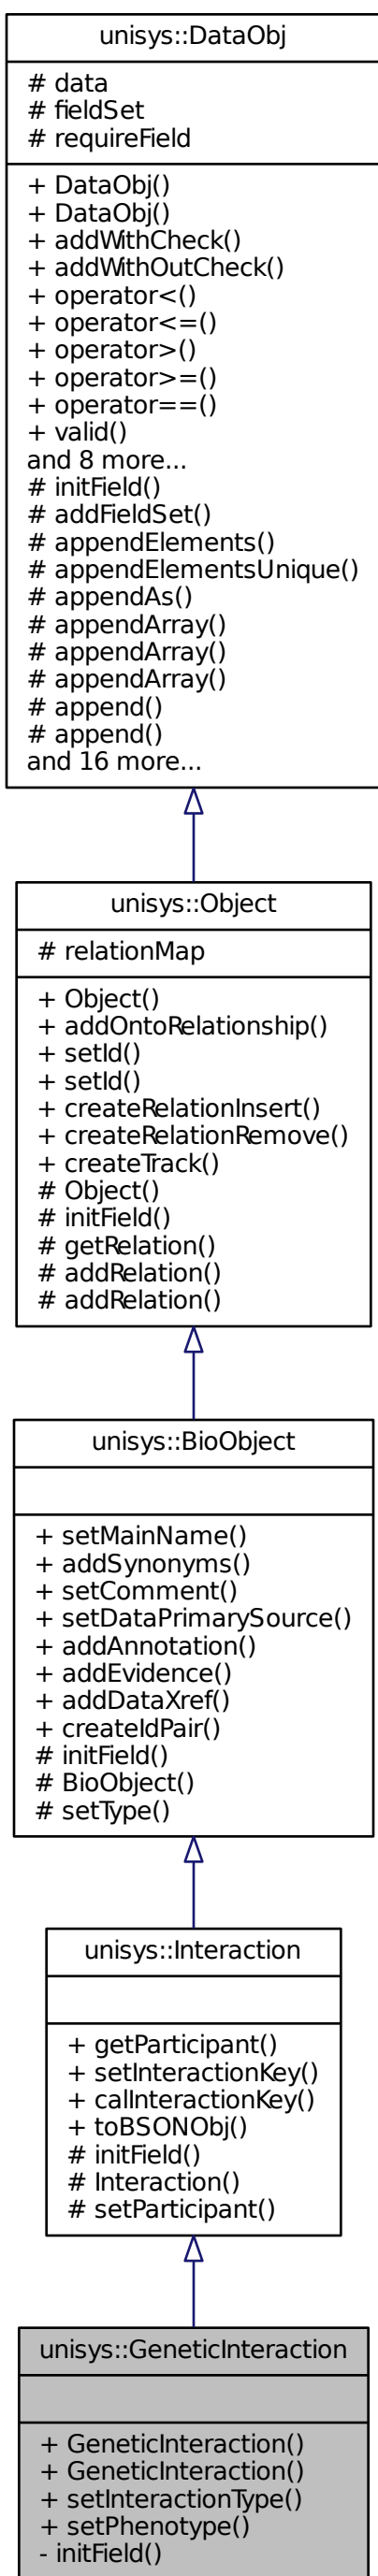 unisys::DataObj
# data
# fieldSet
# requireField
+ DataObj()
+ DataObj()
+ addWithCheck()
+ addWithOutCheck()
+ operator<()
+ operator<=()
+ operator>()
+ operator>=()
+ operator==()
+ valid()
and 8 more...
# initField()
# addFieldSet()
# appendElements()
# appendElementsUnique()
# appendAs()
# appendArray()
# appendArray()
# appendArray()
# append()
# append()
and 16 more...
unisys::Object
# relationMap
+ Object()
+ addOntoRelationship()
+ setId()
+ setId()
+ createRelationInsert()
+ createRelationRemove()
+ createTrack()
# Object()
# initField()
# getRelation()
# addRelation()
# addRelation()
unisys::BioObject
+ setMainName()
+ addSynonyms()
+ setComment()
+ setDataPrimarySource()
+ addAnnotation()
+ addEvidence()
+ addDataXref()
+ createIdPair()
# initField()
# BioObject()
# setType()
unisys::Interaction
+ getParticipant()
+ setInteractionKey()
+ calInteractionKey()
+ toBSONObj()
# initField()
# Interaction()
# setParticipant()
unisys::GeneticInteraction
+ GeneticInteraction()
+ GeneticInteraction()
+ setInteractionType()
+ setPhenotype()
- initField()